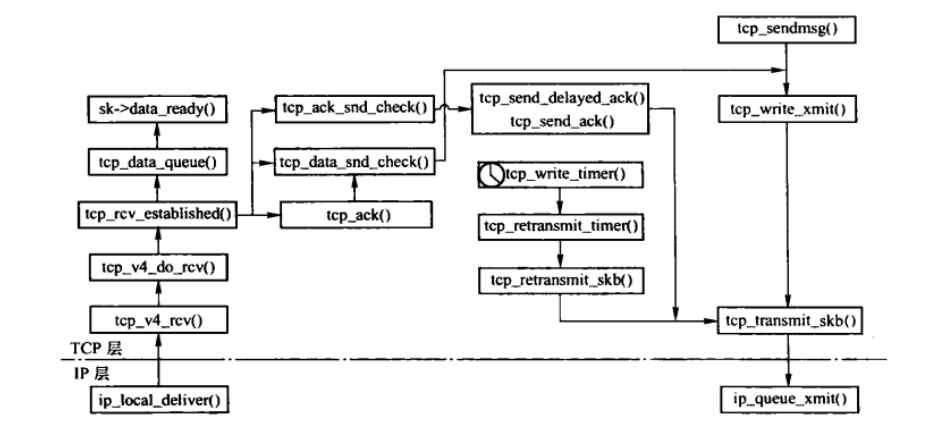 tcp_sendmsg()
sk->data_ready()
tcp_ack_snd_check()
tcp_send_delayed_ack()
tcp_send_ack()
tcp_write_xmit()
tcp_data_queue()
tcp_data_snd_check()
tcp_write_timer()
tcp_rcv_established()
tcp_ack()
tcp_retransmit_timer()
tcp_v4_do_rcv()
tcp_retransmit_skb()
tcp_v4_rcv()
tcp_transmit_skb()
TCP 层
IP 层
ip_local_deliver()
ip_queue_xmit()